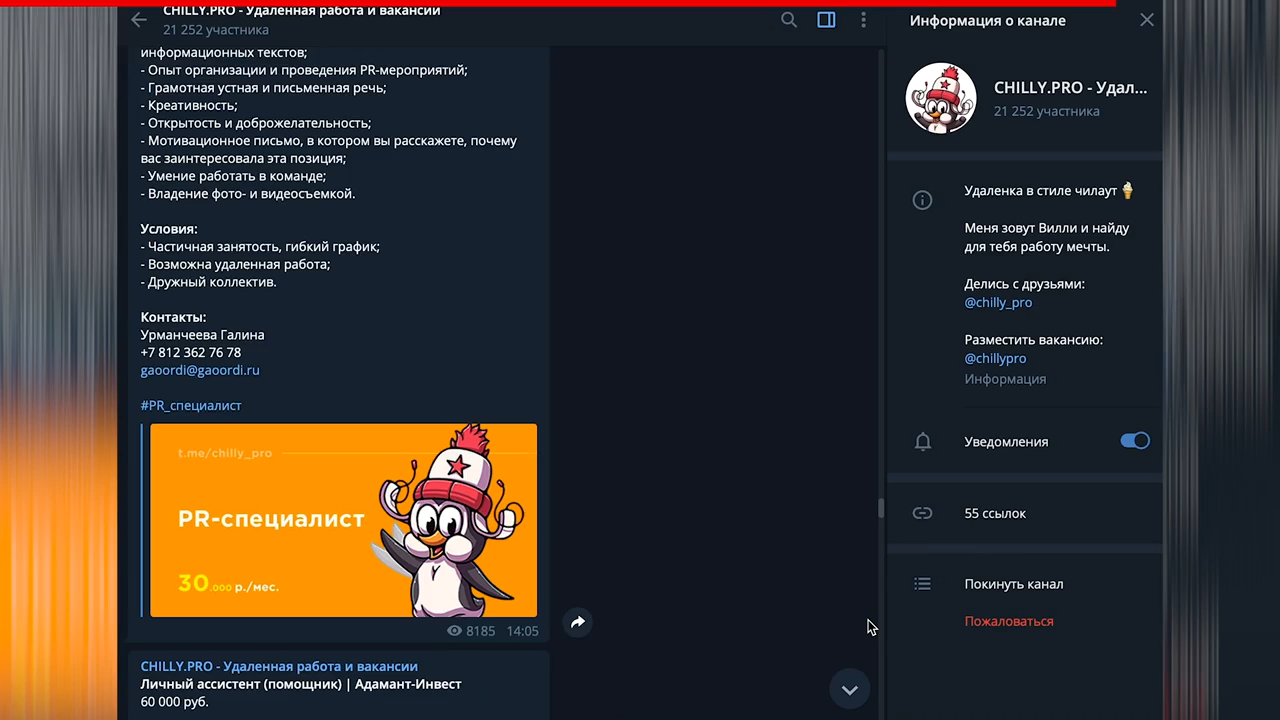 CHILLY.PRO - Удаленная работа и вакансии
21 252 участника
информационных текстов;
- Опыт организации и проведения PR-мероприятий;
- Грамотная устная и письменная речь;
- Креативность;
- Открытость и доброжелательность;
- Мотивационное письмо, в котором вы расскажете, почему
вас заинтересовала эта позиция;
- Умение работать в команде;
- Владение фото- и видеосъемкой.
Условия:
- Частичная занятость, гибкий график;
- Возможна удаленная работа;
- Дружный коллектив.
Контакты:
Урманчеева Галина
+7 812 362 76 78
gaoordi@gaoordi.ru
#PR_специалист
t.me/chilly_pro
PR-специалист
30.000 р./мес.
8185 14:05
CHILLY.PRO - Удаленная работа и вакансии
Личный ассистент (помощник) | Адамант-Инвест
60 000 руб.
Информация о канале
CHILLY.PRO - Удал...
21 252 участника
Удаленка в стиле чилаут
Меня зовут Вилли и найду
для тебя работу мечты.
Делись с друзьями:
@chilly_pro
Разместить вакансию:
@chillypro
Информация
Уведомления
55 ссылок
Покинуть канал
Пожаловаться